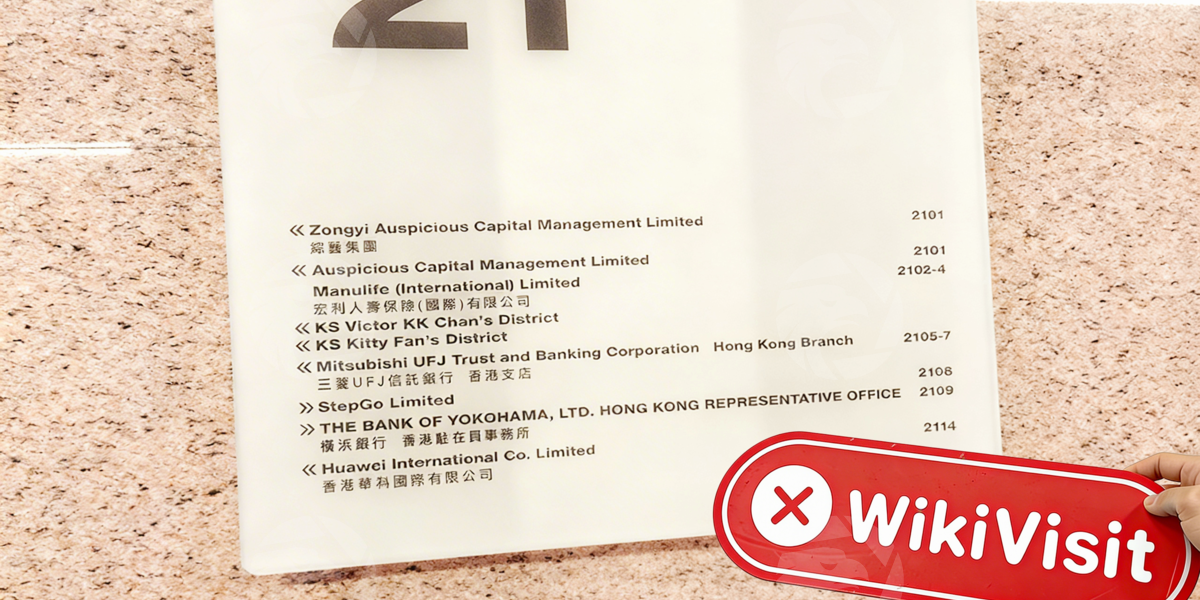 21
« Zongyi Auspicious Capital Management Limited 2101
綜藝集團
« Auspicious Capital Management Limited 2101
Manulife (International) Limited 2102-4
宏利人壽保險(國際)有限公司
« KS Victor KK Chan's District
« KS Kitty Fan's District
« Mitsubishi UFJ Trust and Banking Corporation Hong Kong Branch 2105-7
三菱UFJ信託銀行 香港支店
» StepGo Limited 2108
» THE BANK OF YOKOHAMA, LTD. HONG KONG REPRESENTATIVE OFFICE 2109
橫浜銀行 香港駐在員事務所
« Huawei International Co. Limited 2114
香港華為國際有限公司
WikiVisit